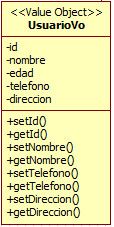 <<Value Object>>
UsuarioVo
-id
-nombre
-edad
-telefono
-direccion
+setId()
+getId()
+setNombre()
+getNombre()
+setTelefono()
+getTelefono()
+setDireccion()
+getDireccion()